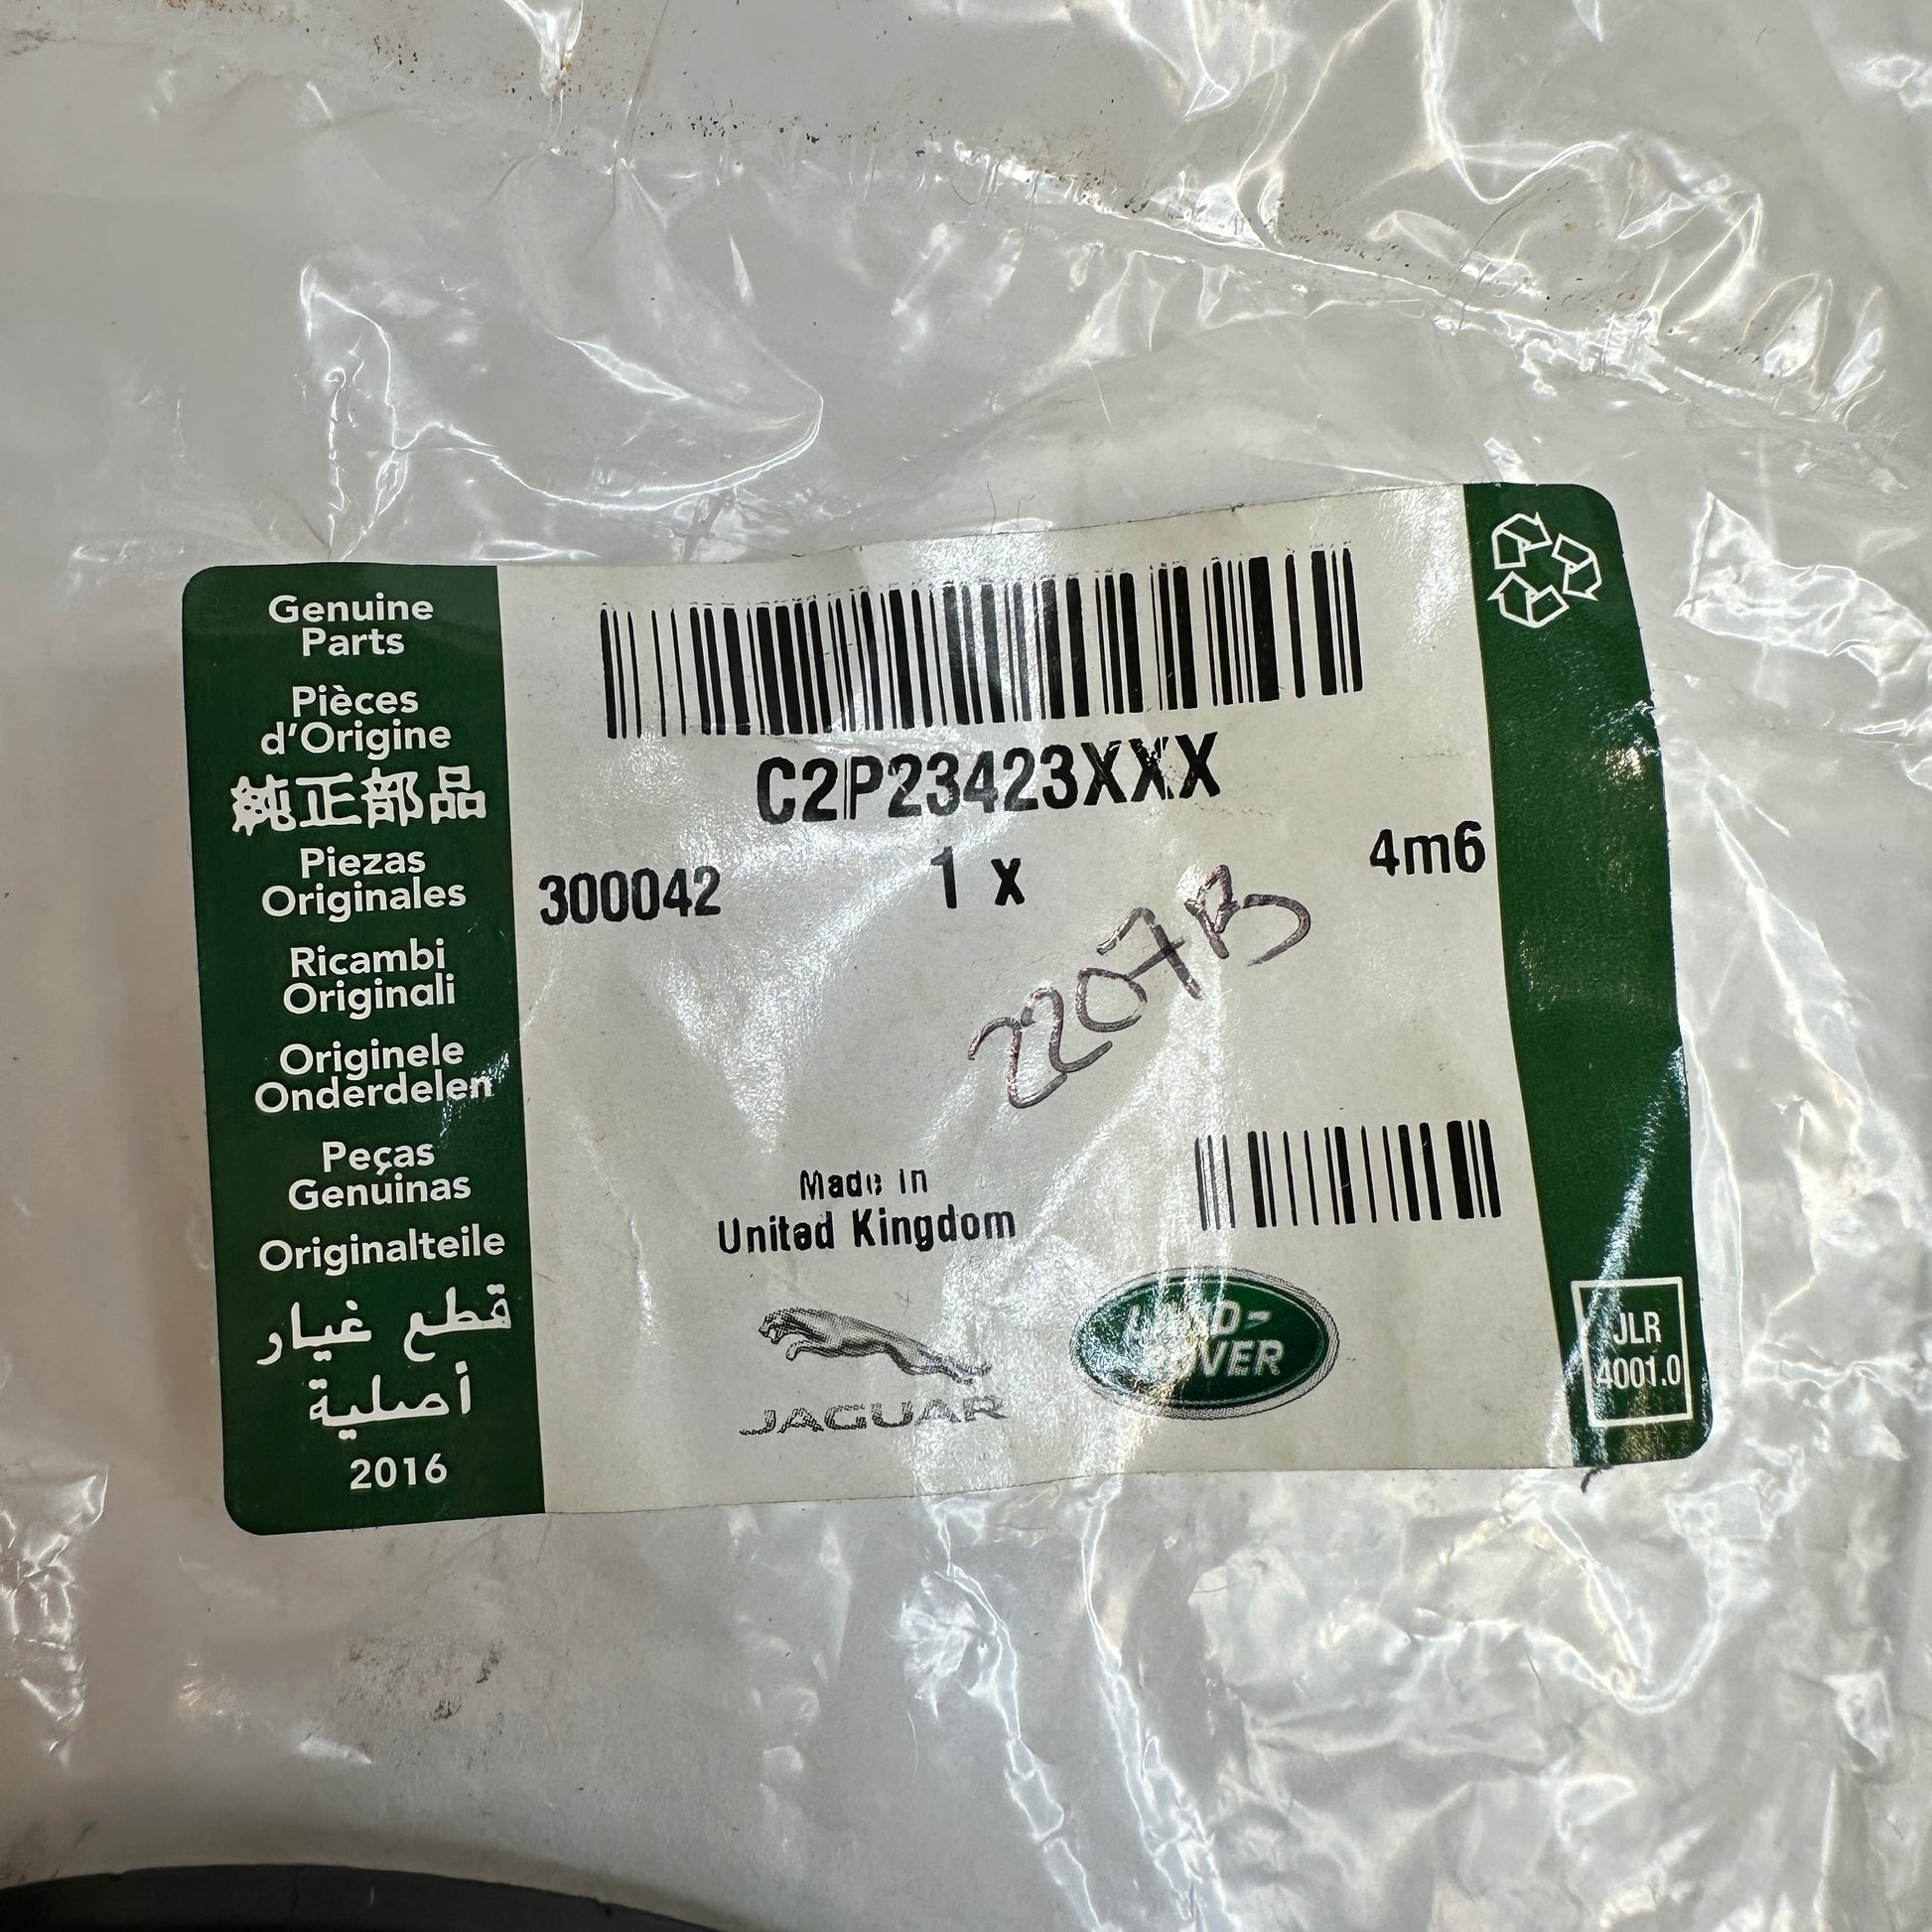 Genuine
Parts
Pièces
d'Origine
純正部品
Piezas
Originales
Ricambi
Originali
Originele
Onderdelen
Peças
Genuinas
Originalteile
قطع غيار
أصلية
2016
C2P23423XXX
300042
1 x
4m6
2207B
Made in
United Kingdom
JAGUAR
LAND-
ROVER
JLR
4001.0